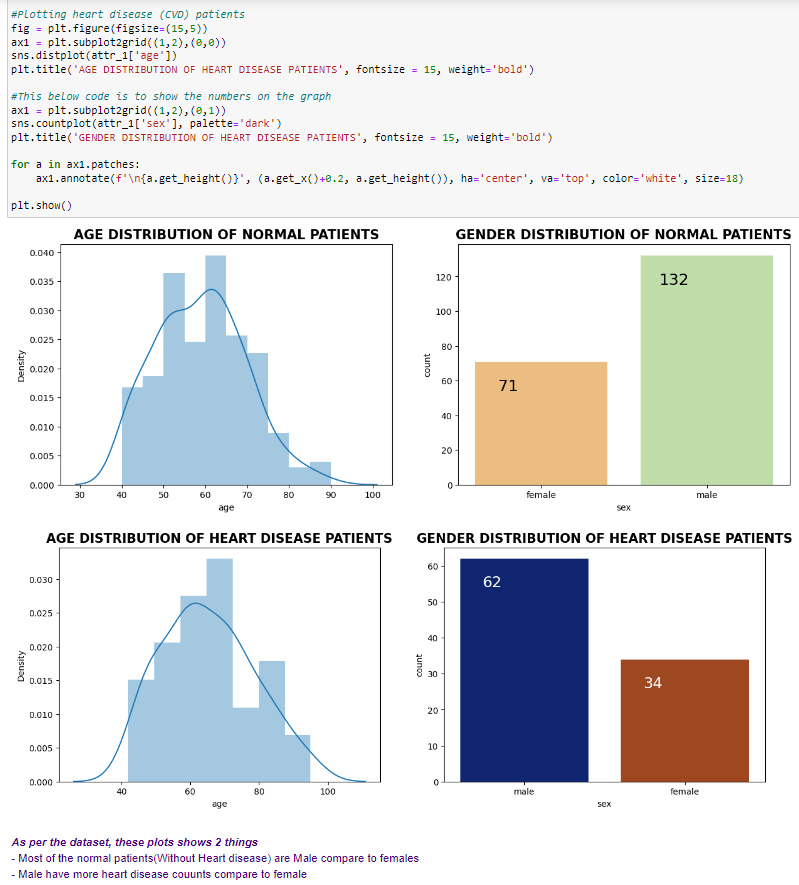 #Plotting heart disease (CVD) patients
fig = plt.figure(figsize=(15,5))
ax1 = plt.subplot2grid((1,2),(0,0))
sns.distplot(attr_1['age'])
plt.title('AGE DISTRIBUTION OF HEART DISEASE PATIENTS', fontsize = 15, weight='bold')
#This below code is to show the numbers on the graph
ax1 = plt.subplot2grid((1,2),(0,1))
sns.countplot(attr_1['sex'], palette='dark')
plt.title('GENDER DISTRIBUTION OF HEART DISEASE PATIENTS', fontsize = 15, weight='bold')
for a in ax1.patches:
    ax1.annotate(f'\n{a.get_height()}', (a.get_x()+0.2, a.get_height()), ha='center', va='top', color='white', size=18)
plt.show()
AGE DISTRIBUTION OF NORMAL PATIENTS
0.040
0.035
0.030
0.025
0.020
0.015
0.010
0.005
0.000
Density
30 40 50 60 70 80 90 100
age
GENDER DISTRIBUTION OF NORMAL PATIENTS
120
100
80
60
40
20
0
count
132
71
female male
sex
AGE DISTRIBUTION OF HEART DISEASE PATIENTS
0.030
0.025
0.020
0.015
0.010
0.005
0.000
Density
40 60 80 100
age
GENDER DISTRIBUTION OF HEART DISEASE PATIENTS
60
50
40
30
20
10
0
count
62
34
male female
sex
As per the dataset, these plots shows 2 things
- Most of the normal patients(Without Heart disease) are Male compare to females
- Male have more heart disease couunts compare to female